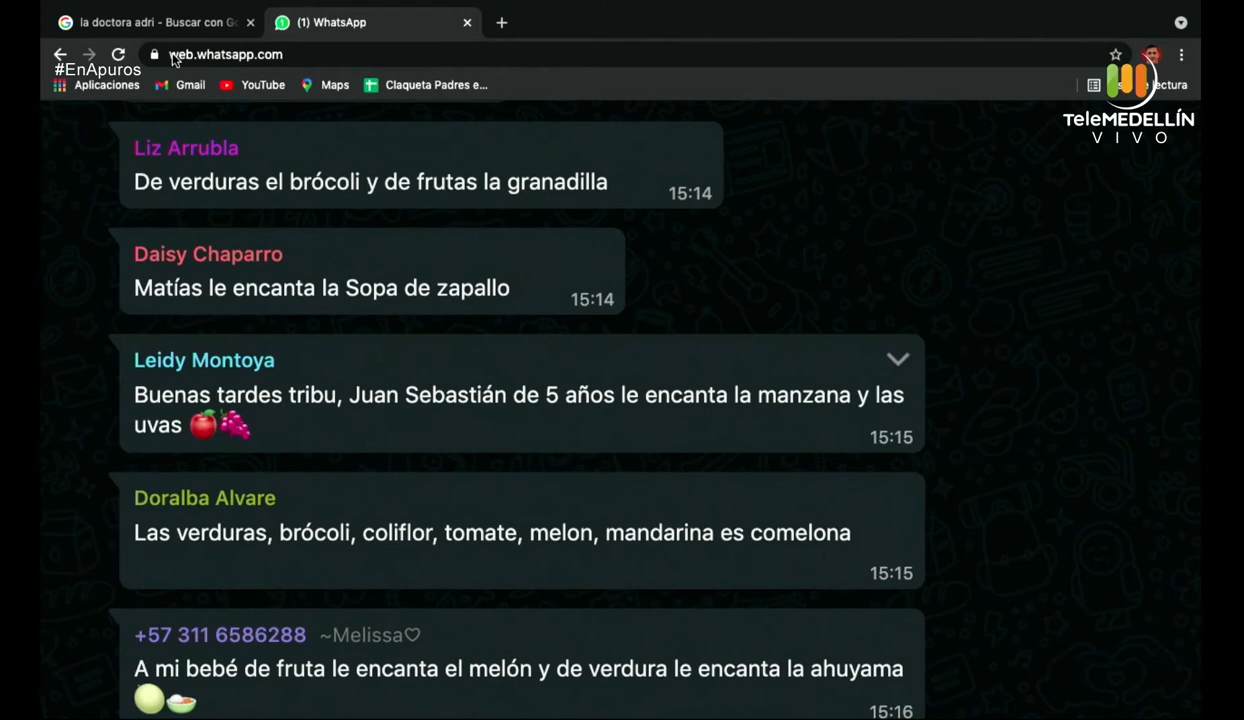 la doctora adri - Buscar con G
(1) WhatsApp
web.whatsapp.com
#EnApuros
Aplicaciones
Gmail
YouTube
Maps
Claqueta Padres e...
lectura
TeleMEDELLÍN
VIVO
Liz Arrubla
De verduras el brócoli y de frutas la granadilla
15:14
Daisy Chaparro
Matías le encanta la Sopa de zapallo
15:14
Leidy Montoya
Buenas tardes tribu, Juan Sebastián de 5 años le encanta la manzana y las
uvas 🍎🍇
15:15
Doralba Alvare
Las verduras, brócoli, coliflor, tomate, melon, mandarina es comelona
15:15
+57 311 6586288 ~Melissa♡
A mi bebé de fruta le encanta el melón y de verdura le encanta la ahuyama
🍈🍚
15:16